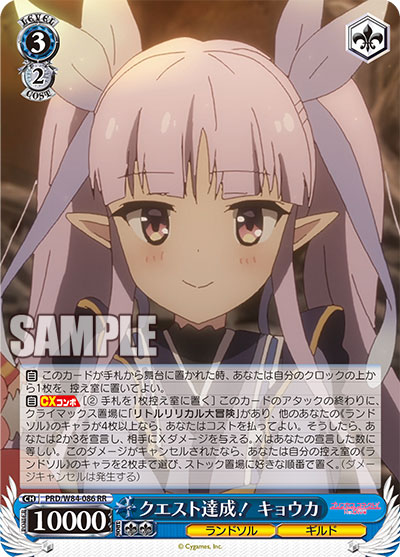 LEVEL
3
2
COST
SAMPLE
自 このカードが手札から舞台に置かれた時、あなたは自分のクロックの上か
ら1枚を、控え室に置いてよい。
自 CXコンボ [② 手札を1枚控室に置く] このカードのアタックの終わりに、
クライマックス置場に「リトルリリカル大冒険」があり、他のあなたの《ランド
ソル》のキャラが4枚以上なら、あなたはコストを払ってよい。そうしたら、あな
たは2か3を宣言し、相手にXダメージを与える。Xはあなたの宣言した数に
等しい。このダメージがキャンセルされたなら、あなたは自分の控え室の《ラ
ンドソル》のキャラを2枚まで選び、ストック置場に好きな順番で置く。(ダメ
ージキャンセルは発生する)
CH PRD/W84-086 RR
クエスト達成! キョウカ
POWER
10000
SOUL
ランドソル
ギルド
© Cygames, Inc.